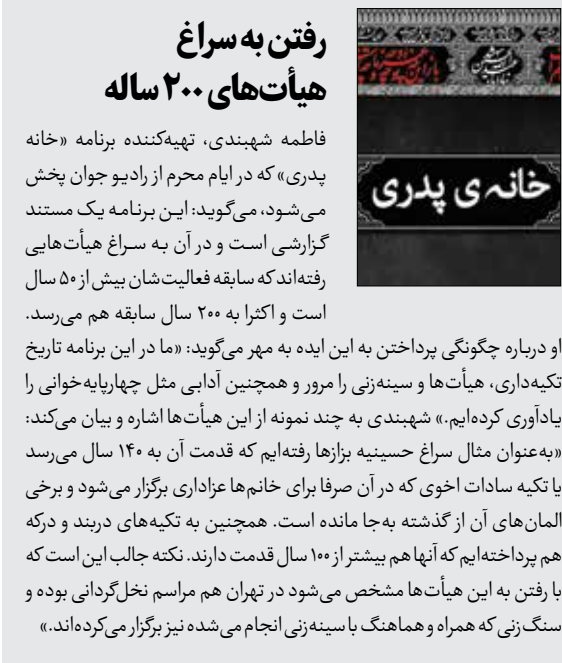 رفتن به سراغ
هیأت‌های ۲۰۰ ساله
خانه‌ی پدری
فاطمه شهبندی، تهیه‌کننده برنامه «خانه
پدری» که در ایام محرم از رادیو جوان پخش
می‌شود، می‌گوید: این برنامه یک مستند
گزارشی است و در آن به سراغ هیأت‌هایی
رفته‌اند که سابقه فعالیت‌شان بیش از ۵۰ سال
است و اکثرا به ۲۰۰ سال سابقه هم می‌رسد.
او درباره چگونگی پرداختن به این ایده به مهر می‌گوید: «ما در این برنامه تاریخ
تکیه‌داری، هیأت‌ها و سینه‌زنی را مرور و همچنین آدابی مثل چهارپایه‌خوانی را
یادآوری کرده‌ایم.» شهبندی به چند نمونه از این هیأت‌ها اشاره و بیان می‌کند:
«به‌عنوان مثال سراغ حسینیه بزازها رفته‌ایم که قدمت آن به ۱۴۰ سال می‌رسد
یا تکیه سادات اخوی که در آن صرفا برای خانم‌ها عزاداری برگزار می‌شود و برخی
المان‌های آن از گذشته به‌جا مانده است. همچنین به تکیه‌های دربند و درکه
هم پرداخته‌ایم که آنها هم بیشتر از ۱۰۰ سال قدمت دارند. نکته جالب این است که
با رفتن به این هیأت‌ها مشخص می‌شود در تهران هم مراسم نخل‌گردانی بوده و
سنگ‌زنی که همراه و هماهنگ با سینه‌زنی انجام می‌شده نیز برگزار می‌کرده‌اند.»